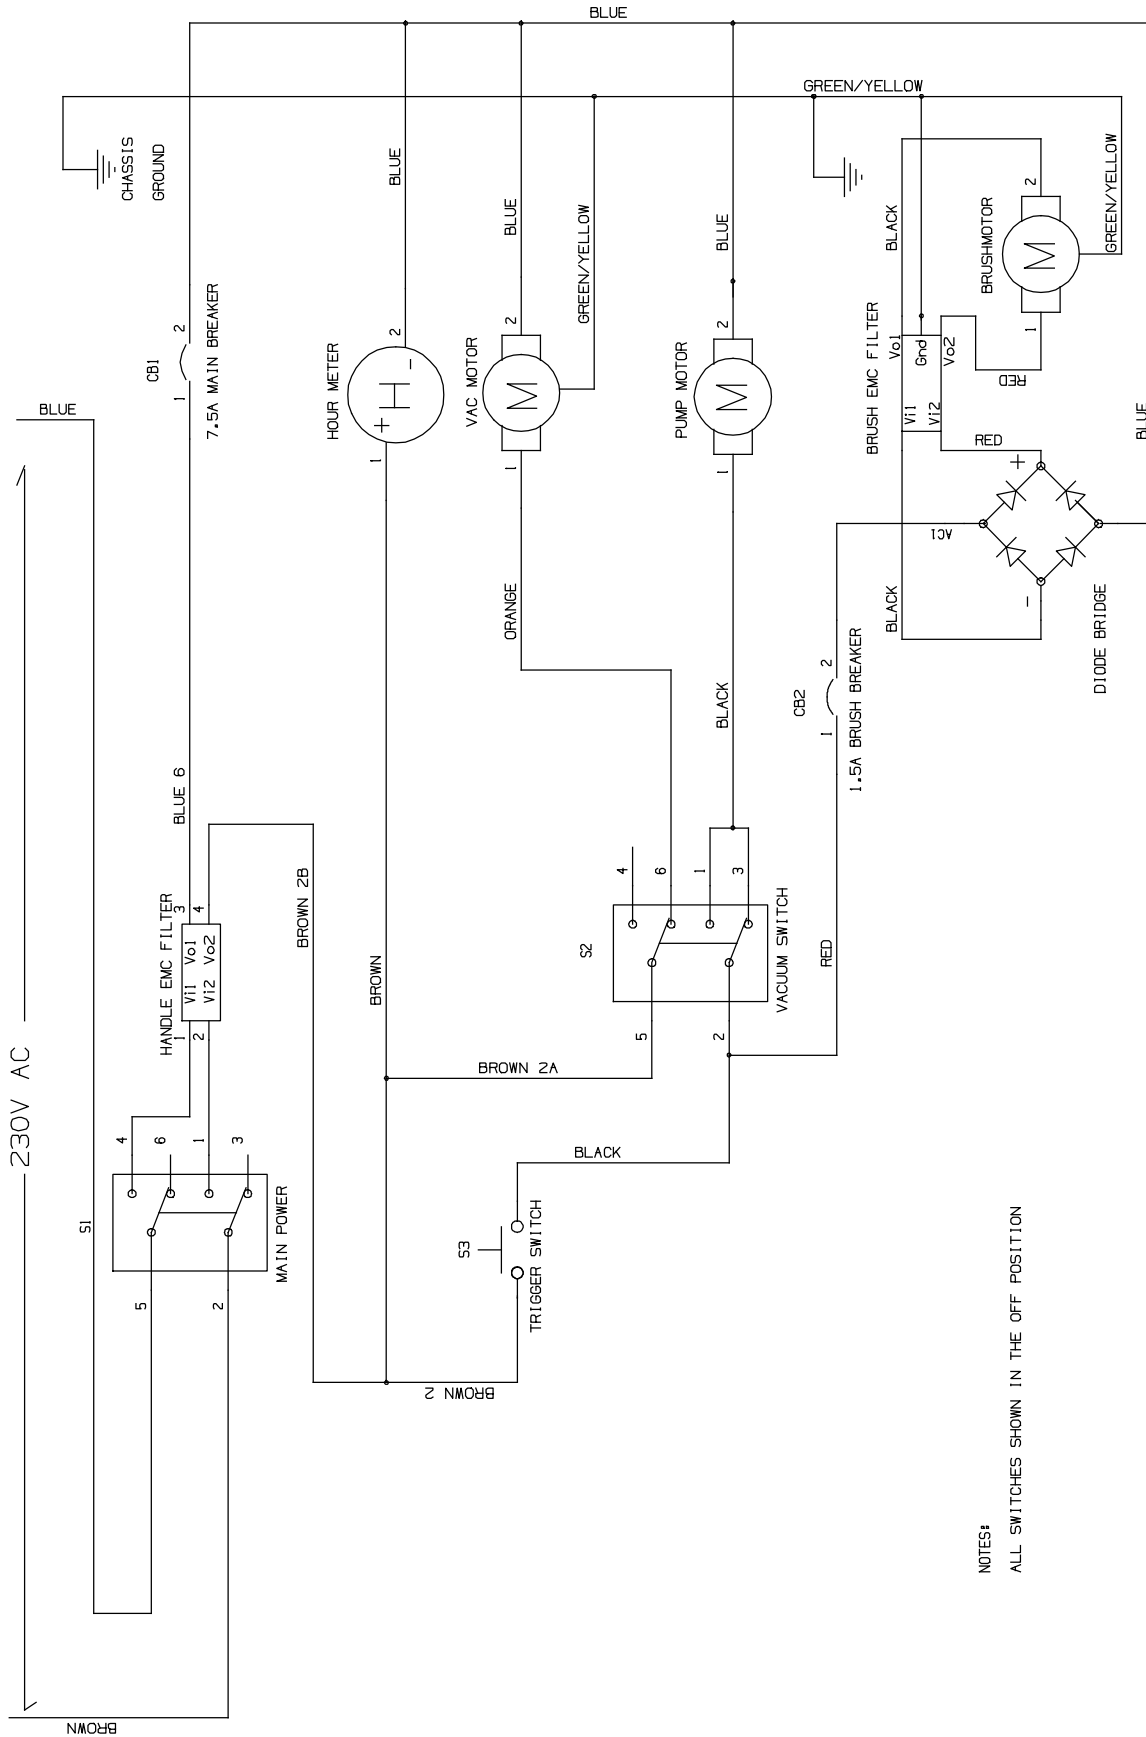 BLUE
GREEN/YELLOW
CHASSIS
GROUND
BLUE
BLUE
GREEN/YELLOW
BLUE
BLACK
2
BRUSHMOTOR
M
1
GREEN/YELLOW
CB1
1
2
7.5A MAIN BREAKER
HOUR METER
2
H
-
+
1
VAC MOTOR
2
M
1
PUMP MOTOR
2
M
1
BRUSH EMC FILTER
Vo1
Gnd
Vo2
Vi1
Vi2
RED
RED
BLUE
BLUE
+
AC1
-
DIODE BRIDGE
BLACK
ORANGE
BLACK
CB2
2
1
1.5A BRUSH BREAKER
BLUE 6
HANDLE EMC FILTER
3
4
Vi1 Vo1
Vi2 Vo2
1
2
BROWN 2B
BROWN
S2
4
6
1
3
5
2
VACUUM SWITCH
RED
230V AC
BROWN 2A
BLACK
S1
4
6
1
3
5
2
MAIN POWER
S3
TRIGGER SWITCH
BROWN 2
BROWN
NOTES:
ALL SWITCHES SHOWN IN THE OFF POSITION